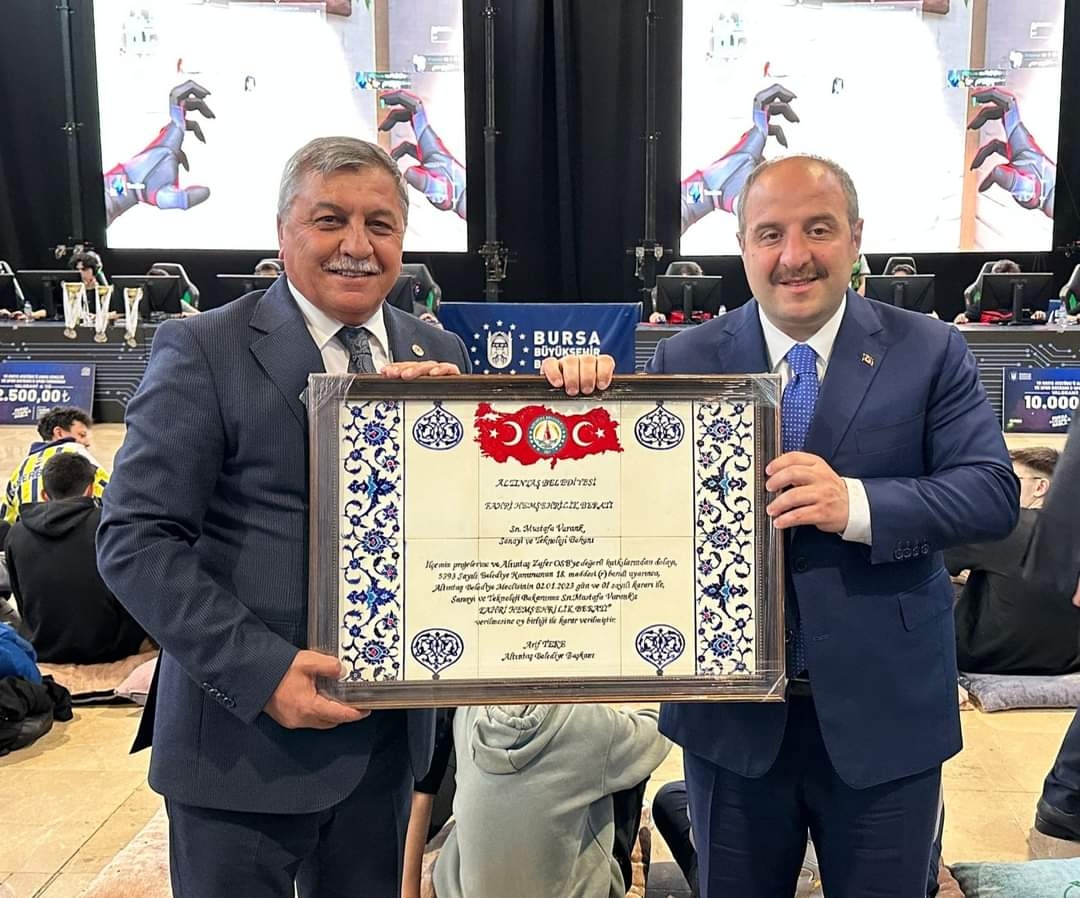 BURSA
BÜYÜKŞEHİR
2.500,00₺
10.000
ALTINTAŞ BELEDİYESİ
FAHRİ HEMŞEHRİLİK BERATI
Sn. Mustafa Varank
Sanayi ve Teknoloji Bakanı
İlçemin projelerine ve Altıntaş Zafer OSB'ye değerli katkılarından dolayı,
5393 Sayılı Belediye Kanununun 18. maddesi (r) bendi uyarınca,
Altıntaş Belediye Meclisinin 02.01.2023 gün ve 01 sayılı kararı ile,
Sanayi ve Teknoloji Bakanımız Sn.Mustafa Varank'a
FAHRİ HEMŞEHRİLİK BERATI"
verilmesine oy birliği ile karar verilmiştir.
Arif TEKE
Altıntaş Belediye Başkanı